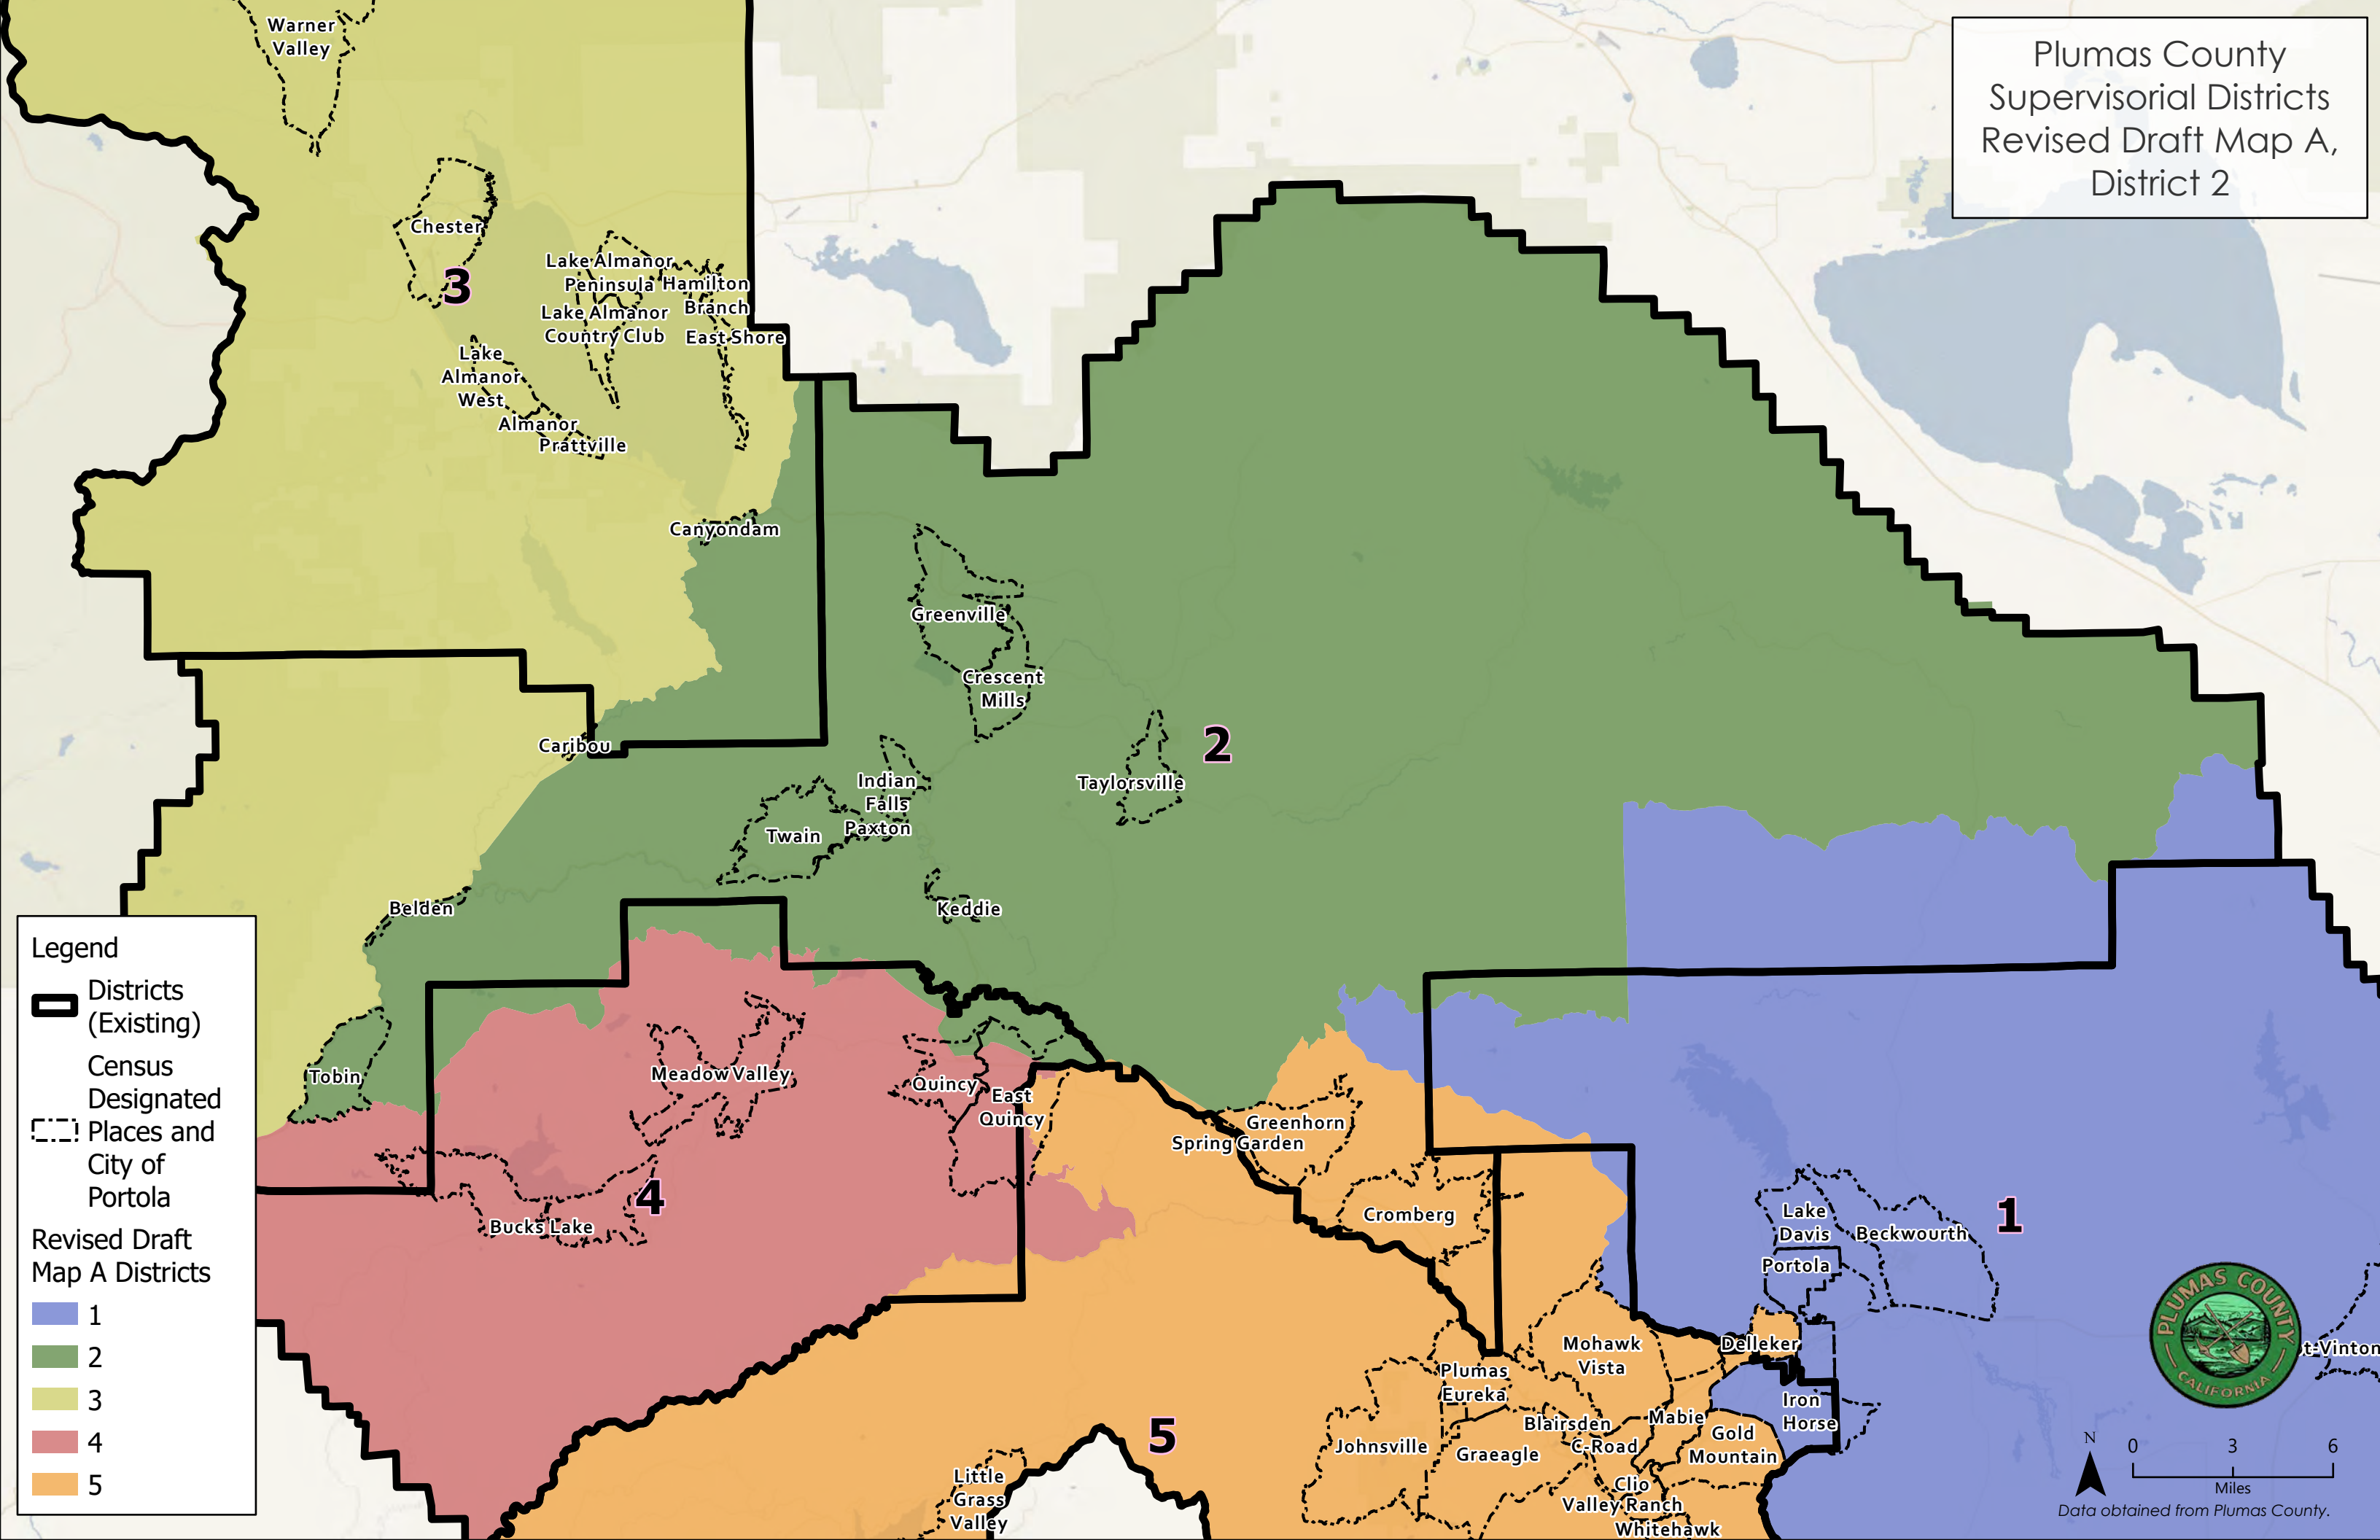 Plumas County
Supervisorial Districts
Revised Draft Map A,
District 2
Warner
Valley
Chester
3
Lake Almanor
Peninsula
Hamilton
Branch
Lake Almanor
Country Club
East Shore
Lake
Almanor
West
Almanor
Prattville
Canyondam
Greenville
Crescent
Mills
2
Caribou
Indian
Falls
Taylorsville
Twain
Paxton
Belden
Keddie
Tobin
Meadow Valley
Quincy
East
Quincy
Greenhorn
Spring Garden
4
Bucks Lake
Cromberg
Lake
Davis
Beckwourth
1
Portola
Mohawk
Vista
Delleker
t-Vinton
Plumas
Eureka
Iron
Horse
Blairsden
Mabie
5
Johnsville
Graeagle
C-Road
Gold
Mountain
Little
Grass
Valley
Clio
Valley Ranch
Whitehawk
Legend
Districts
(Existing)
Census
Designated
Places and
City of
Portola
Revised Draft
Map A Districts
1
2
3
4
5
PLUMAS COUNTY
CALIFORNIA
N
0 3 6
Miles
Data obtained from Plumas County.